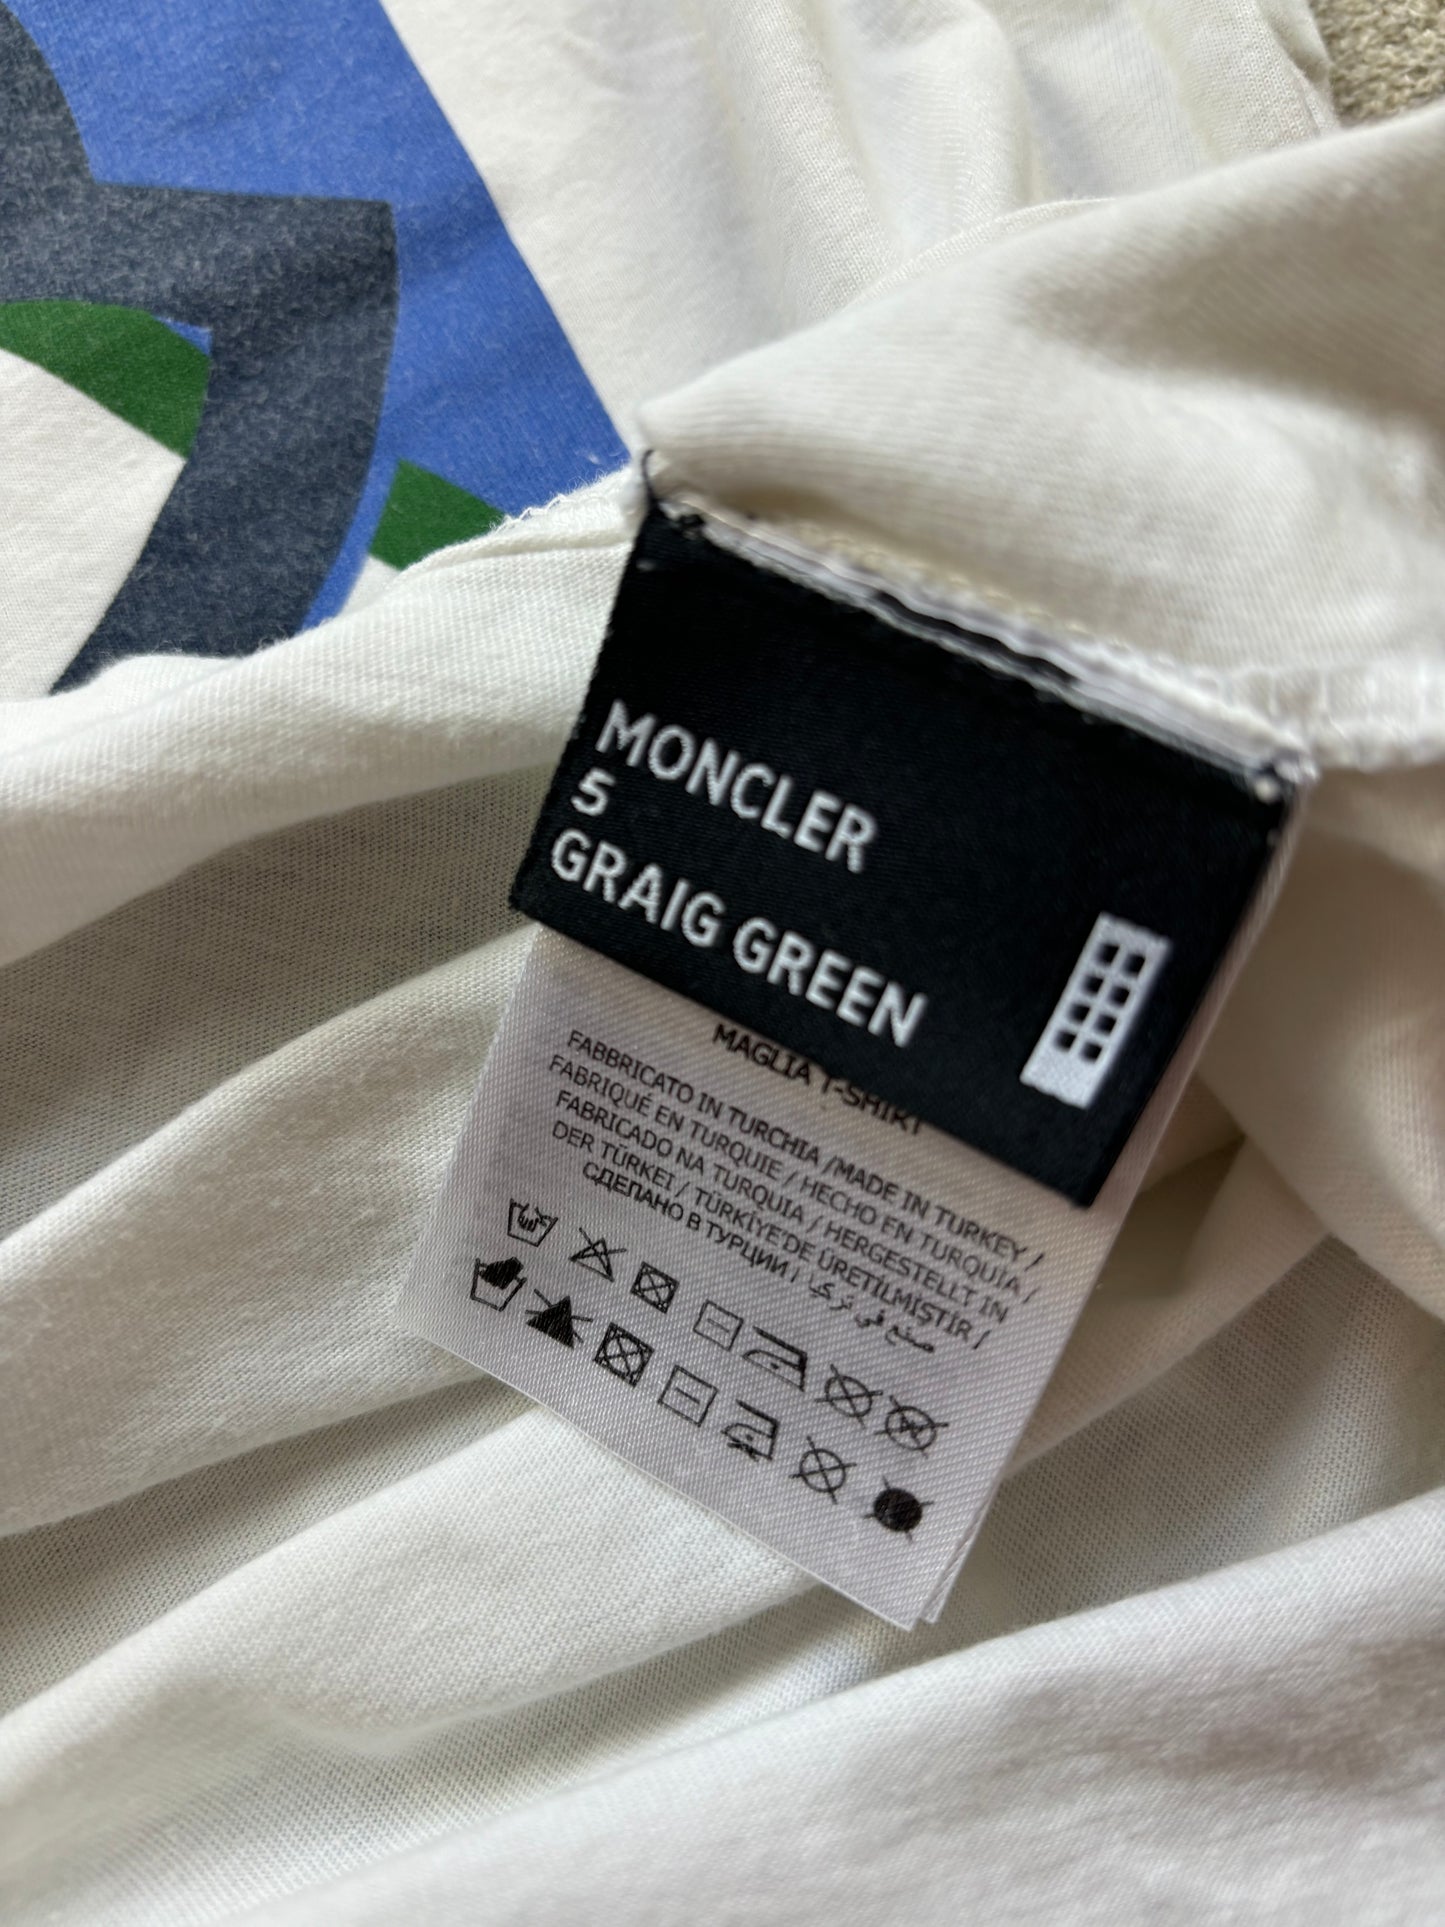 MONCLER
5
GRAIG GREEN
MAGLIA T-SHIRT
FABBRICATO IN TURCHIA /MADE IN TURKEY /
FABRIQUÉ EN TURQUIE / HECHO EN TURQUIA /
FABRICADO NA TURQUIA / HERGESTELLT IN
DER TÜRKEI / TÜRKİYE'DE ÜRETİLMİŞTİR /
СДЕЛАНО В ТУРЦИИ / صنع في تركي